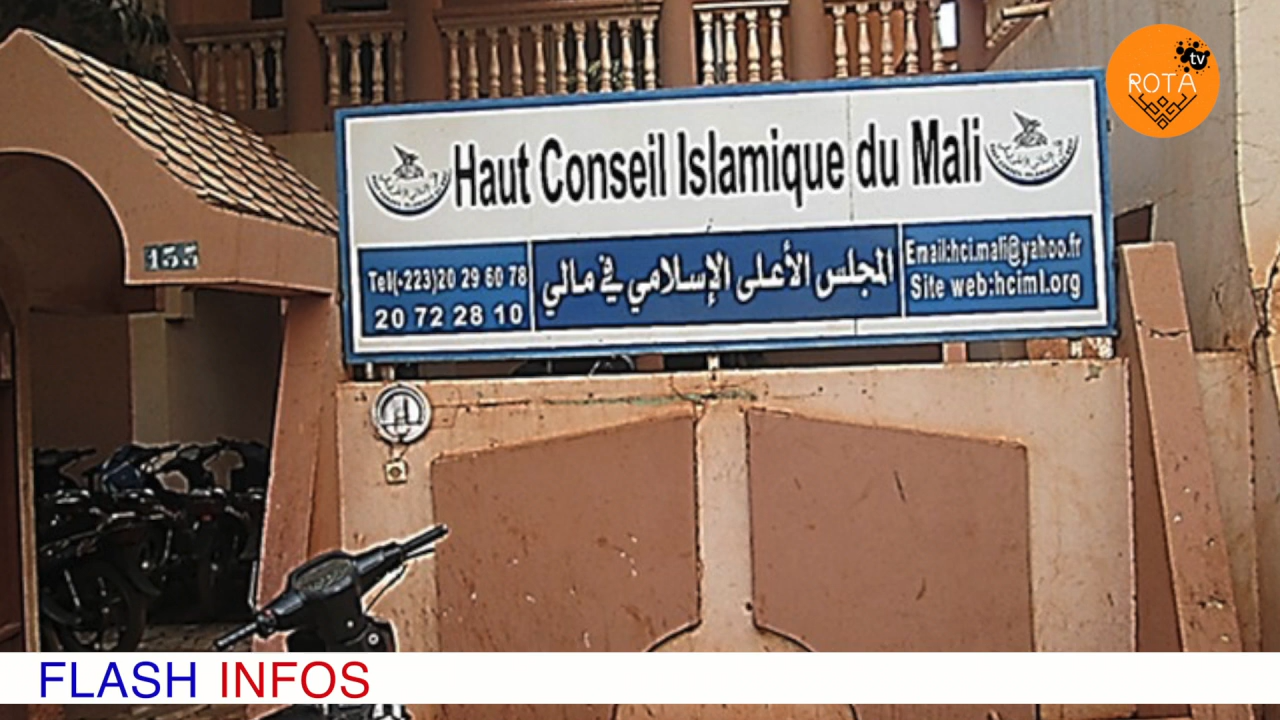 ROTA
tv
155
Haut Conseil Islamique du Mali
Tel(+223)20 29 60 78
20 72 28 10
المجلس الأعلى الإسلامي في مالي
Email:hci.mali@yahoo.fr
Site web:hciml.org
FLASH INFOS